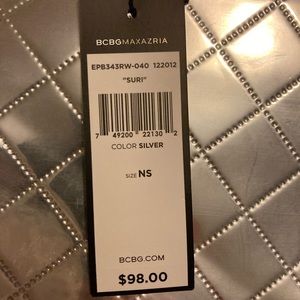 BCBGMAXAZRIA
EPB343RW-040 122012
"SURI"
7 49200 22130 2
COLOR SILVER
SIZE NS
BCBG.COM
$98.00